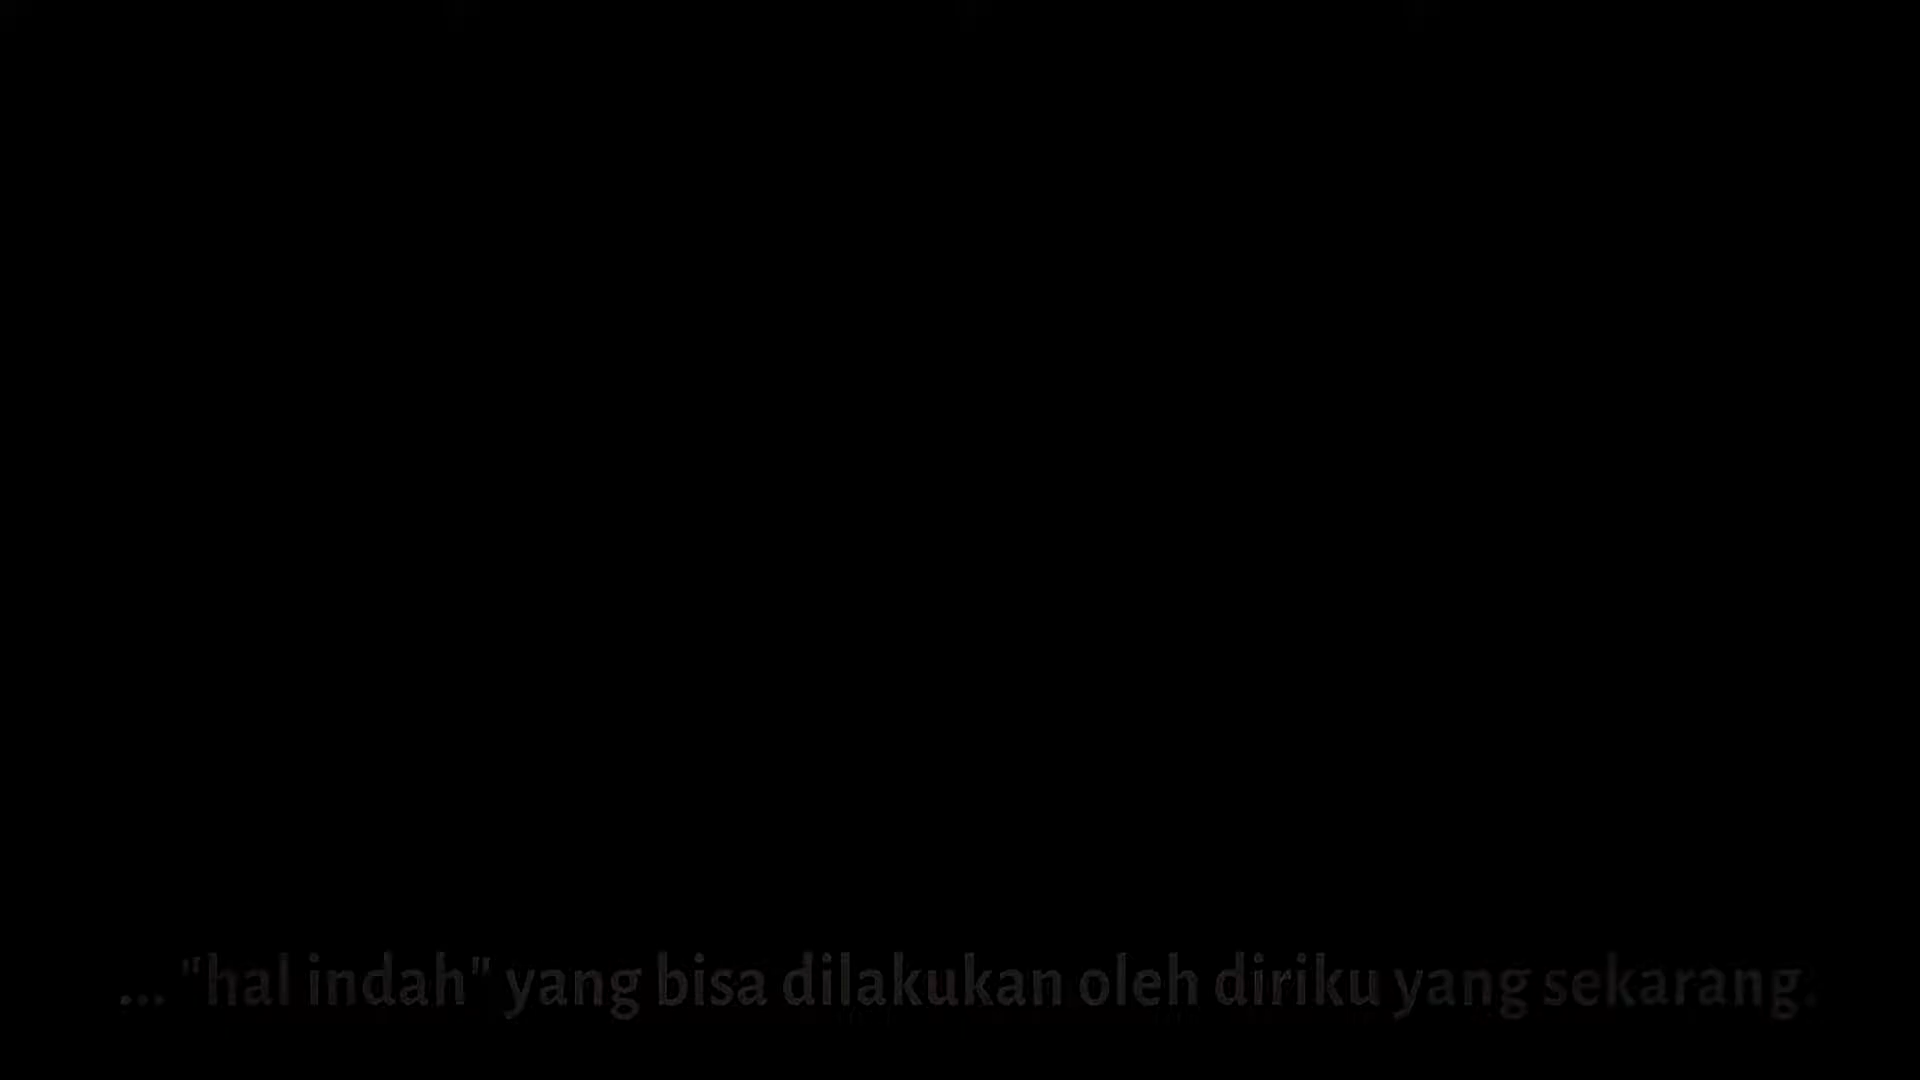 ... "hal indah" yang bisa dilakukan oleh diriku yang sekarang.